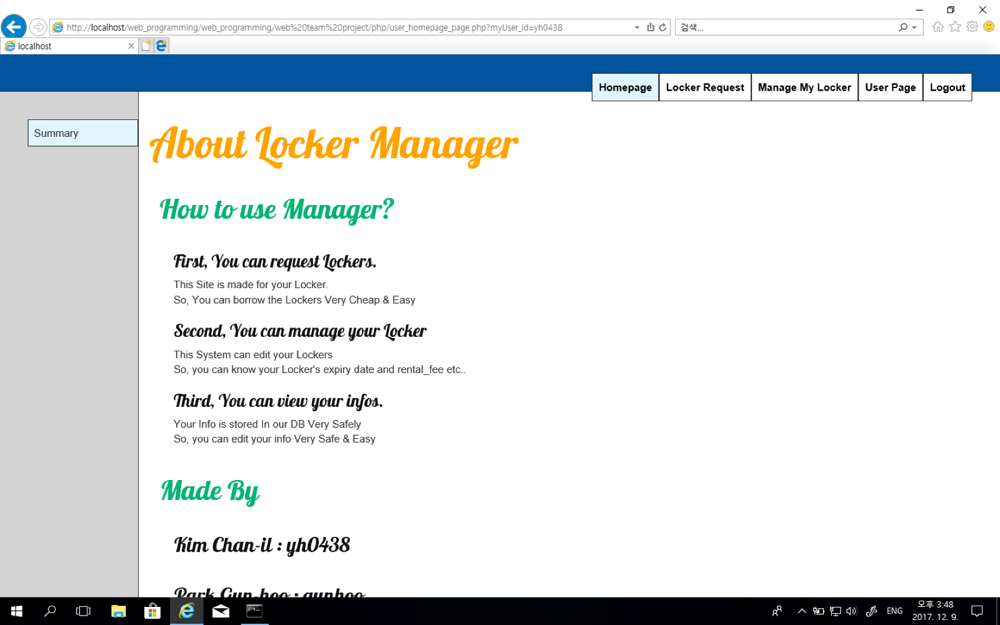 http://localhost/web_programming/web_programming/web%20team%20project/php/user_homepage_page.php?myUser_id=yh0438
검색...
localhost
Homepage
Locker Request
Manage My Locker
User Page
Logout
Summary
About Locker Manager
How to use Manager?
First, You can request Lockers.
This Site is made for your Locker.
So, You can borrow the Lockers Very Cheap & Easy
Second, You can manage your Locker
This System can edit your Lockers
So, you can know your Locker's expiry date and rental_fee etc..
Third, You can view your infos.
Your Info is stored In our DB Very Safely
So, you can edit your info Very Safe & Easy
Made By
Kim Chan-il : yh0438
Park Gun-hoo : gunhoo
ENG
오후 3:48
2017. 12. 9.